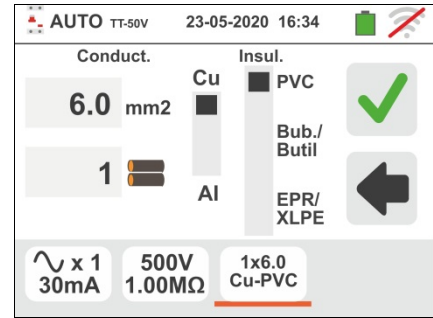 AUTO TT-50V 23-05-2020 16:34
Conduct. Insul.
Cu PVC
6.0 mm2
Bub./
Butil
1
Al EPR/
XLPE
x 1 500V 1x6.0
30mA 1.00MΩ Cu-PVC